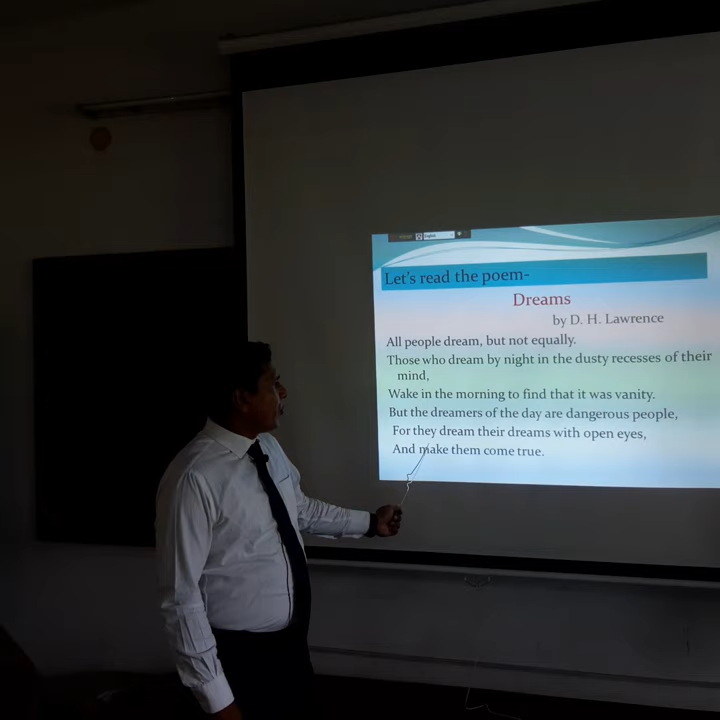 English
Let's read the poem-
Dreams
by D. H. Lawrence
All people dream, but not equally.
Those who dream by night in the dusty recesses of their
mind,
Wake in the morning to find that it was vanity.
But the dreamers of the day are dangerous people,
For they dream their dreams with open eyes,
And make them come true.